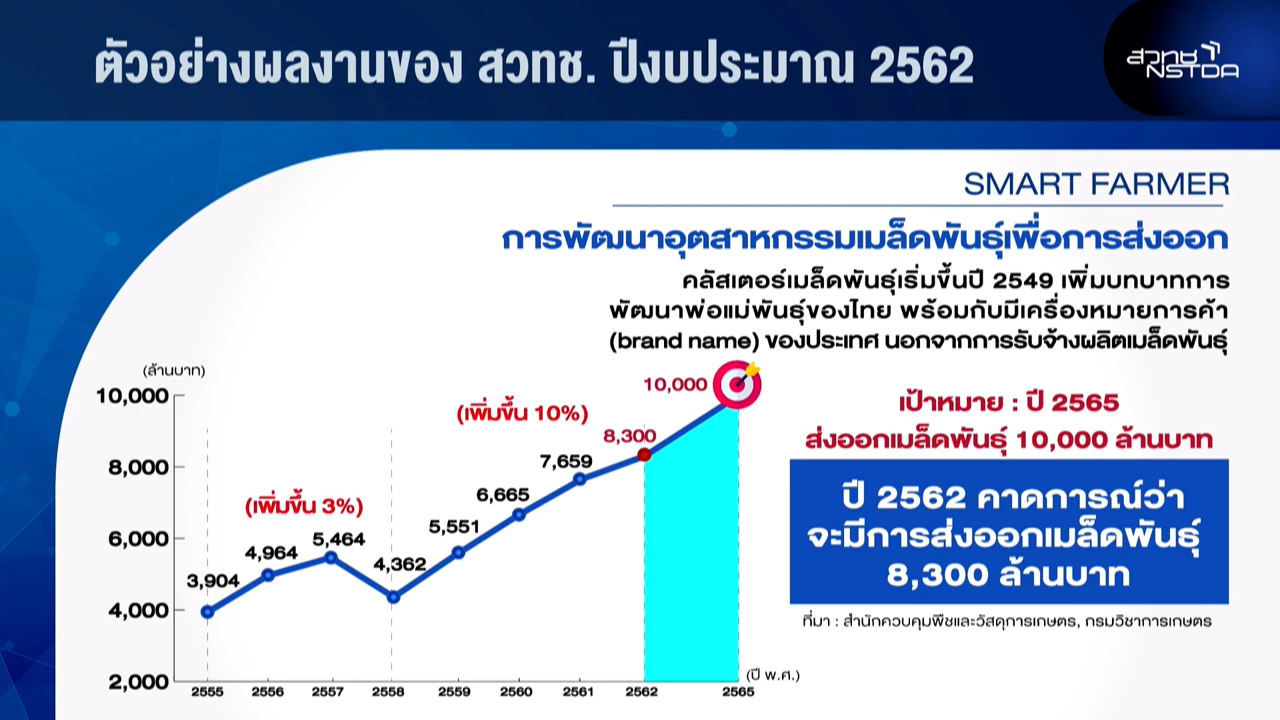 ตัวอย่างผลงานของ สวทช. ปีงบประมาณ 2562
สวทช
NSTDA
SMART FARMER
การพัฒนาอุตสาหกรรมเมล็ดพันธุ์เพื่อการส่งออก
คลัสเตอร์เมล็ดพันธุ์เริ่มขึ้นปี 2549 เพิ่มบทบาทการ
พัฒนาพ่อแม่พันธุ์ของไทย พร้อมกับมีเครื่องหมายการค้า
(brand name) ของประเทศ นอกจากการรับจ้างผลิตเมล็ดพันธุ์
(ล้านบาท)
10,000
8,000
6,000
4,000
2,000
(เพิ่มขึ้น 3%)
(เพิ่มขึ้น 10%)
3,904
4,964
5,464
4,362
5,551
6,665
7,659
8,300
10,000
2555
2556
2557
2558
2559
2560
2561
2562
2565
(ปี พ.ศ.)
เป้าหมาย : ปี 2565
ส่งออกเมล็ดพันธุ์ 10,000 ล้านบาท
ปี 2562 คาดการณ์ว่า
จะมีการส่งออกเมล็ดพันธุ์
8,300 ล้านบาท
ที่มา : สำนักควบคุมพืชและวัสดุการเกษตร, กรมวิชาการเกษตร